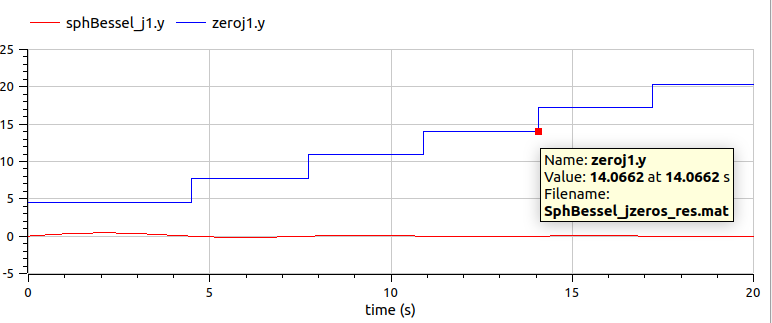 sphBessel_j1.y zeroj1.y
25
20
15
10
5
0
-5
Name: zeroj1.y
Value: 14.0662 at 14.0662 s
Filename:
SphBessel_jzeros_res.mat
0 5 10 15 20
time (s)